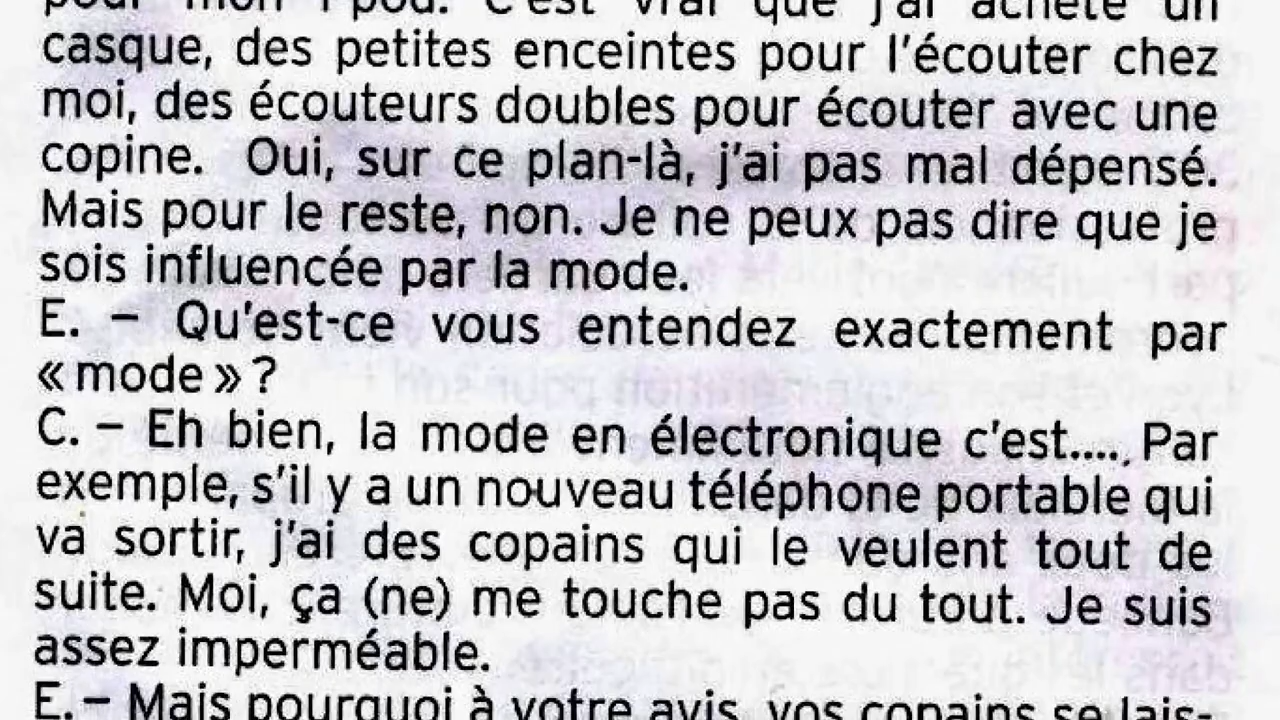 pour mon i-pod. C'est vrai que j'ai acheté un
casque, des petites enceintes pour l'écouter chez
moi, des écouteurs doubles pour écouter avec une
copine. Oui, sur ce plan-là, j'ai pas mal dépensé.
Mais pour le reste, non. Je ne peux pas dire que je
sois influencée par la mode.
E. – Qu'est-ce vous entendez exactement par
« mode » ?
C. – Eh bien, la mode en électronique c'est.... Par
exemple, s'il y a un nouveau téléphone portable qui
va sortir, j'ai des copains qui le veulent tout de
suite. Moi, ça (ne) me touche pas du tout. Je suis
assez imperméable.
E. – Mais pourquoi à votre avis, vos copains se lais-